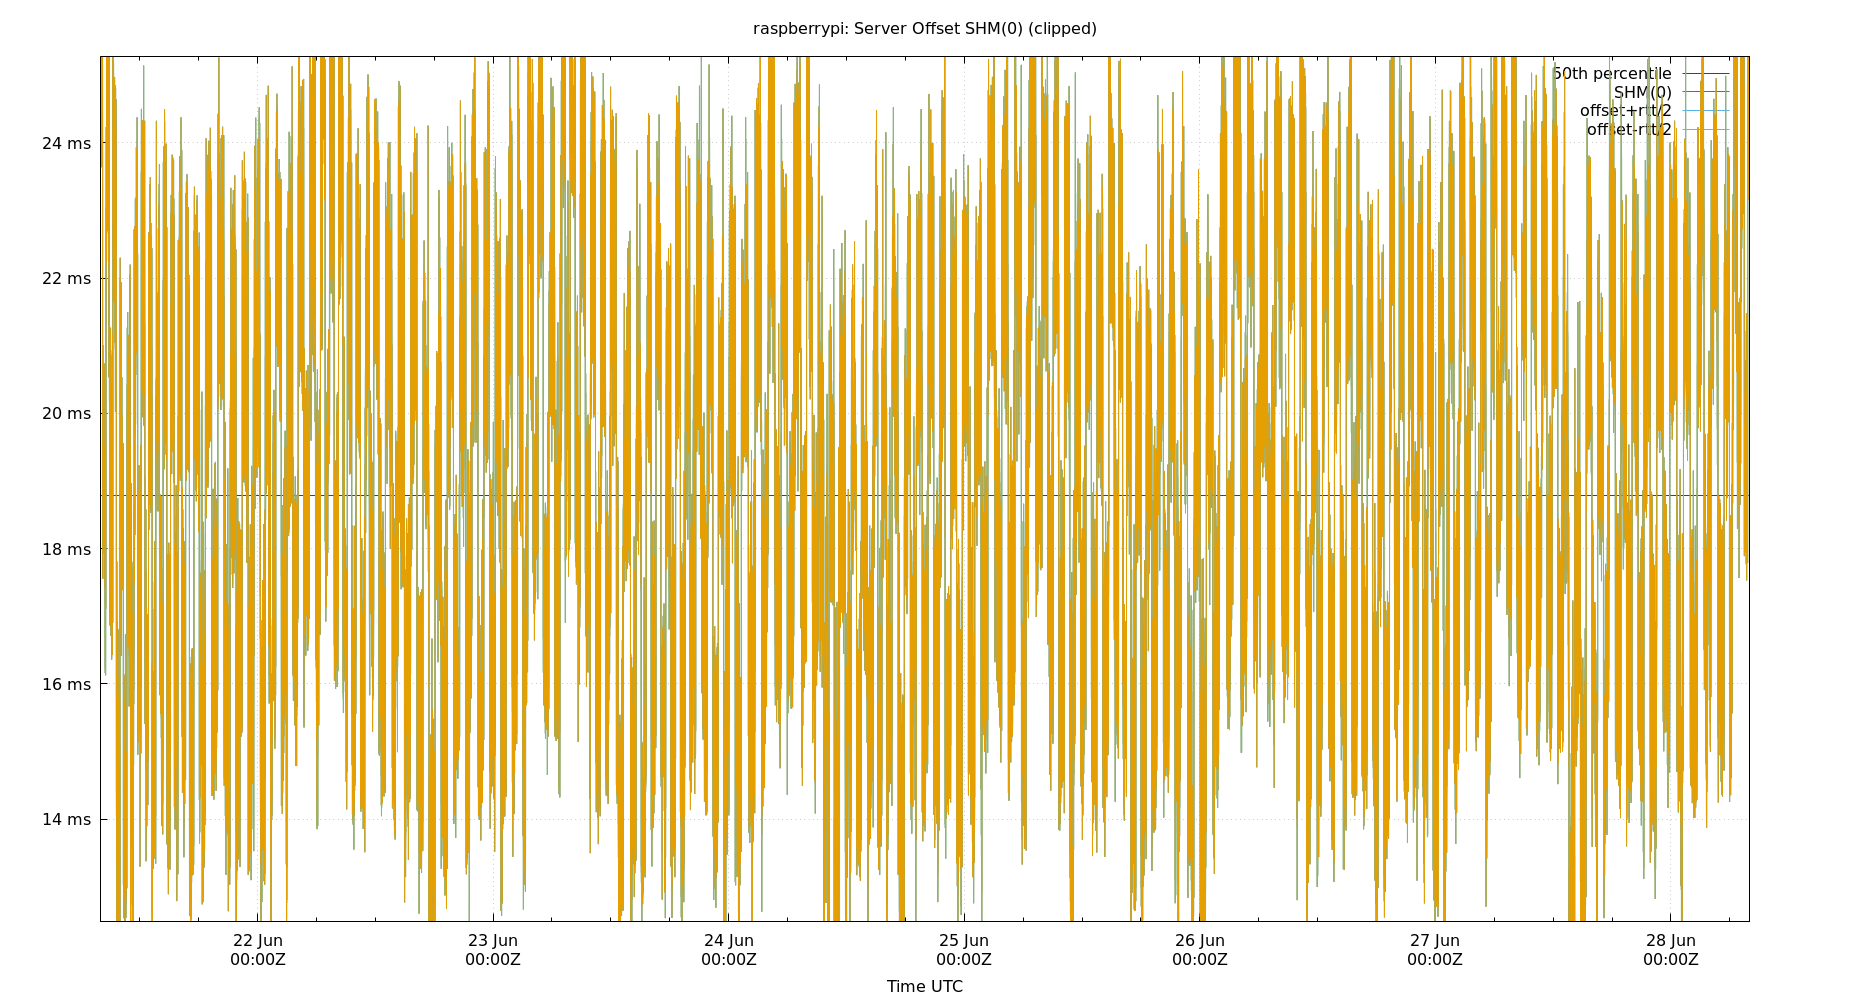 raspberrypi: Server Offset SHM(0) (clipped)
50th percentile
SHM(0)
offset+rtt/2
offset-rtt/2
24 ms
22 ms
20 ms
18 ms
16 ms
14 ms
22 Jun 23 Jun 24 Jun 25 Jun 26 Jun 27 Jun 28 Jun
00:00Z 00:00Z 00:00Z 00:00Z 00:00Z 00:00Z 00:00Z
Time UTC